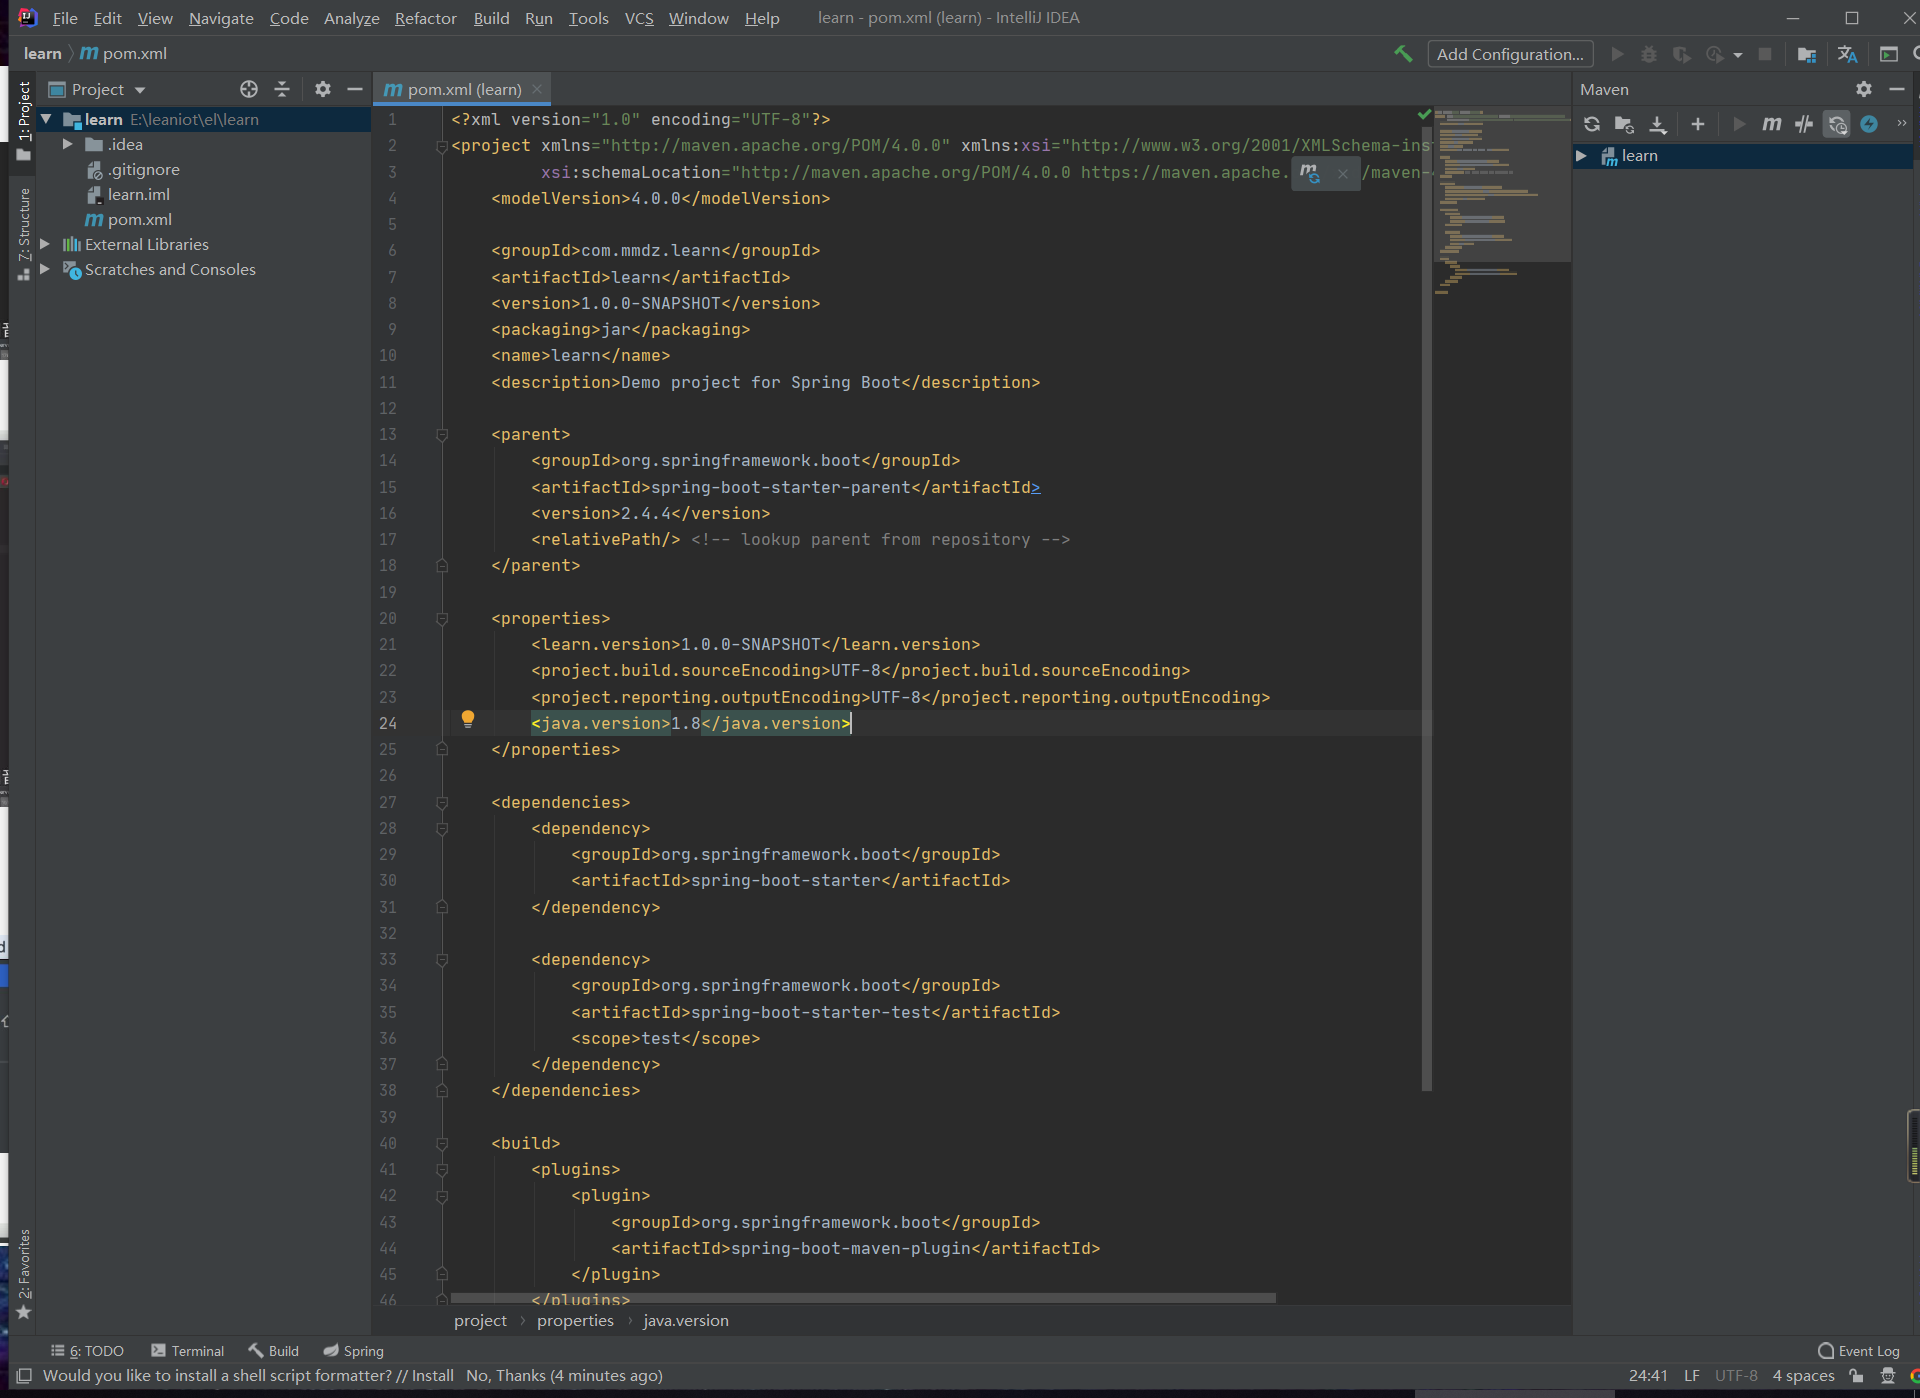 File Edit View Navigate Code Analyze Refactor Build Run Tools VCS Window Help learn - pom.xml (learn) - IntelliJ IDEA
learn pom.xml Add Configuration...
1: Project
Z: Structure
2: Favorites
Project
learn E:\leaniot\el\learn
.idea
.gitignore
learn.iml
pom.xml
External Libraries
Scratches and Consoles
pom.xml (learn)
1 <?xml version="1.0" encoding="UTF-8"?>
2 <project xmlns="http://maven.apache.org/POM/4.0.0" xmlns:xsi="http://www.w3.org/2001/XMLSchema-ins
3 xsi:schemaLocation="http://maven.apache.org/POM/4.0.0 https://maven.apache. /maven-
4 <modelVersion>4.0.0</modelVersion>
5
6 <groupId>com.mmdz.learn</groupId>
7 <artifactId>learn</artifactId>
8 <version>1.0.0-SNAPSHOT</version>
9 <packaging>jar</packaging>
10 <name>learn</name>
11 <description>Demo project for Spring Boot</description>
12
13 <parent>
14 <groupId>org.springframework.boot</groupId>
15 <artifactId>spring-boot-starter-parent</artifactId>
16 <version>2.4.4</version>
17 <relativePath/> <!-- lookup parent from repository -->
18 </parent>
19
20 <properties>
21 <learn.version>1.0.0-SNAPSHOT</learn.version>
22 <project.build.sourceEncoding>UTF-8</project.build.sourceEncoding>
23 <project.reporting.outputEncoding>UTF-8</project.reporting.outputEncoding>
24 <java.version>1.8</java.version>
25 </properties>
26
27 <dependencies>
28 <dependency>
29 <groupId>org.springframework.boot</groupId>
30 <artifactId>spring-boot-starter</artifactId>
31 </dependency>
32
33 <dependency>
34 <groupId>org.springframework.boot</groupId>
35 <artifactId>spring-boot-starter-test</artifactId>
36 <scope>test</scope>
37 </dependency>
38 </dependencies>
39
40 <build>
41 <plugins>
42 <plugin>
43 <groupId>org.springframework.boot</groupId>
44 <artifactId>spring-boot-maven-plugin</artifactId>
45 </plugin>
46 </plugins>
project properties java.version
Maven
learn
6: TODO Terminal Build Spring Event Log
Would you like to install a shell script formatter? // Install No, Thanks (4 minutes ago) 24:41 LF UTF-8 4 spaces